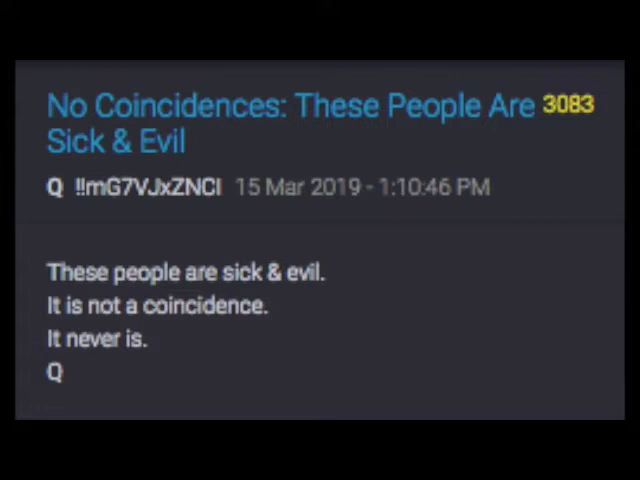 No Coincidences: These People Are 3083
Sick & Evil
Q !!mG7VJxZNCI 15 Mar 2019 - 1:10:46 PM
These people are sick & evil.
It is not a coincidence.
It never is.
Q